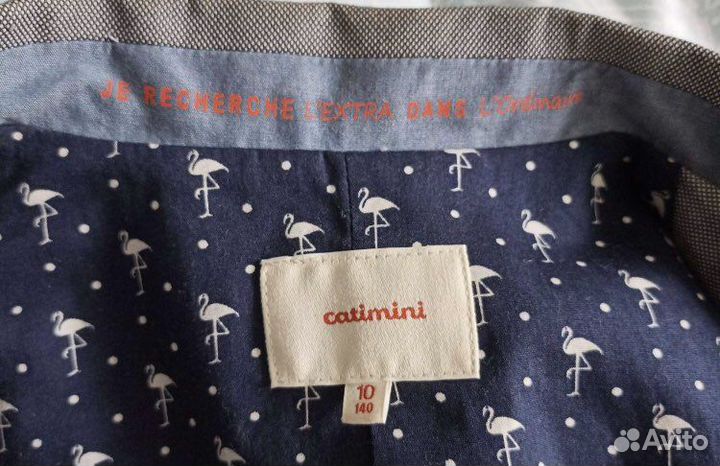 JE RECHERCHE L'EXTRA DANS L'Ordinaire
catimini
10
140
Avito